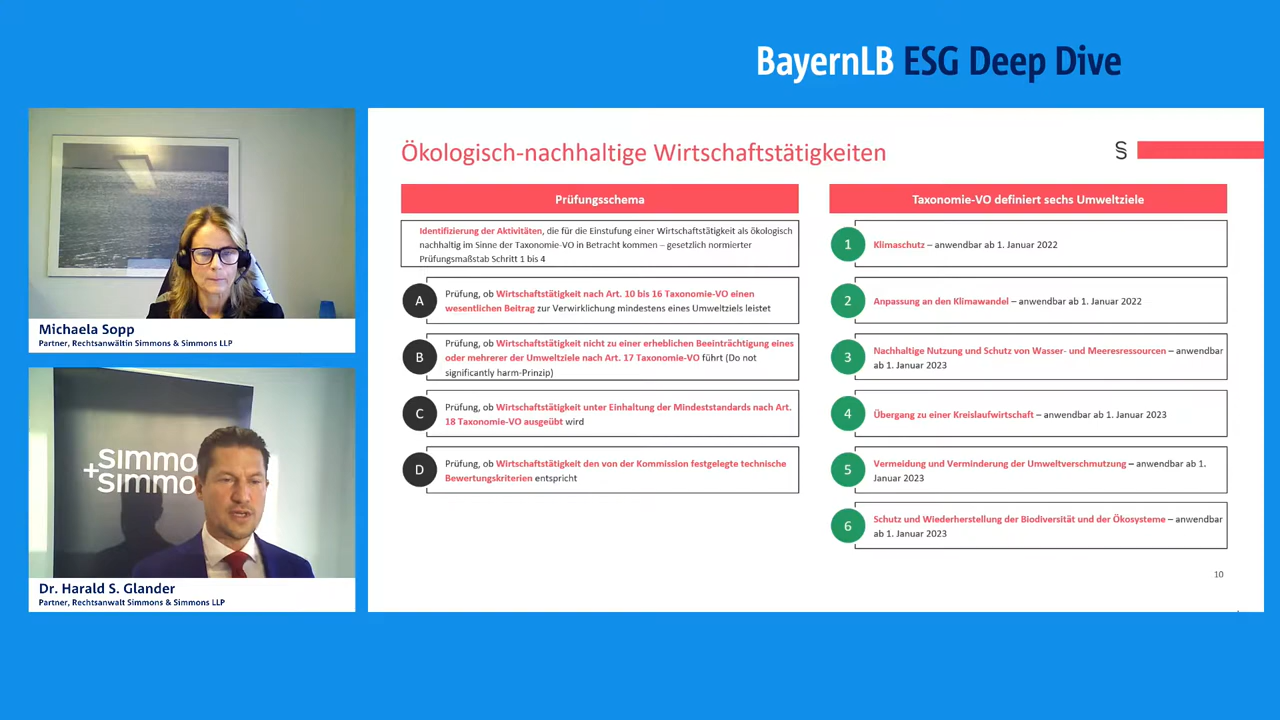 BayernLB ESG Deep Dive
Michaela Sopp
Partner, Rechtsanwältin Simmons & Simmons LLP
simmo
+simmo
Dr. Harald S. Glander
Partner, Rechtsanwalt Simmons & Simmons LLP
Ökologisch-nachhaltige Wirtschaftstätigkeiten
§
Prüfungsschema
Identifizierung der Aktivitäten, die für die Einstufung einer Wirtschaftstätigkeit als ökologisch
nachhaltig im Sinne der Taxonomie-VO in Betracht kommen – gesetzlich normierter
Prüfungsmaßstab Schritt 1 bis 4
A
Prüfung, ob Wirtschaftstätigkeit nach Art. 10 bis 16 Taxonomie-VO einen
wesentlichen Beitrag zur Verwirklichung mindestens eines Umweltziels leistet
B
Prüfung, ob Wirtschaftstätigkeit nicht zu einer erheblichen Beeinträchtigung eines
oder mehrerer der Umweltziele nach Art. 17 Taxonomie-VO führt (Do not
significantly harm-Prinzip)
C
Prüfung, ob Wirtschaftstätigkeit unter Einhaltung der Mindeststandards nach Art.
18 Taxonomie-VO ausgeübt wird
D
Prüfung, ob Wirtschaftstätigkeit den von der Kommission festgelegte technische
Bewertungskriterien entspricht
Taxonomie-VO definiert sechs Umweltziele
1
Klimaschutz – anwendbar ab 1. Januar 2022
2
Anpassung an den Klimawandel – anwendbar ab 1. Januar 2022
3
Nachhaltige Nutzung und Schutz von Wasser- und Meeresressourcen – anwendbar
ab 1. Januar 2023
4
Übergang zu einer Kreislaufwirtschaft – anwendbar ab 1. Januar 2023
5
Vermeidung und Verminderung der Umweltverschmutzung – anwendbar ab 1.
Januar 2023
6
Schutz und Wiederherstellung der Biodiversität und der Ökosysteme – anwendbar
ab 1. Januar 2023
10